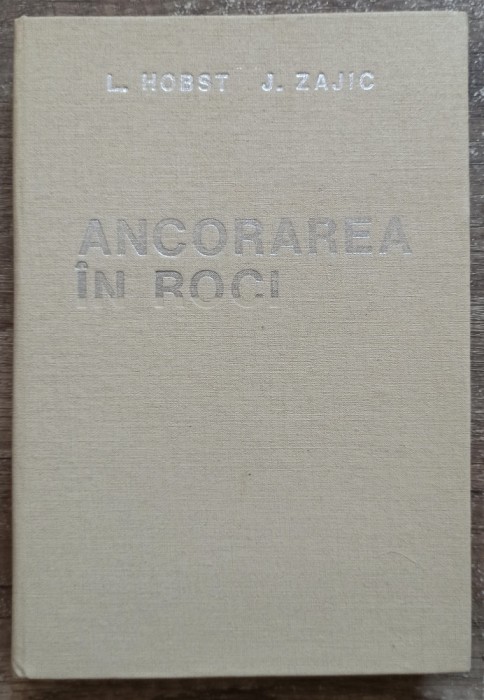 L. HOBST J. ZAJIC
ANCORAREA
ÎN ROCI